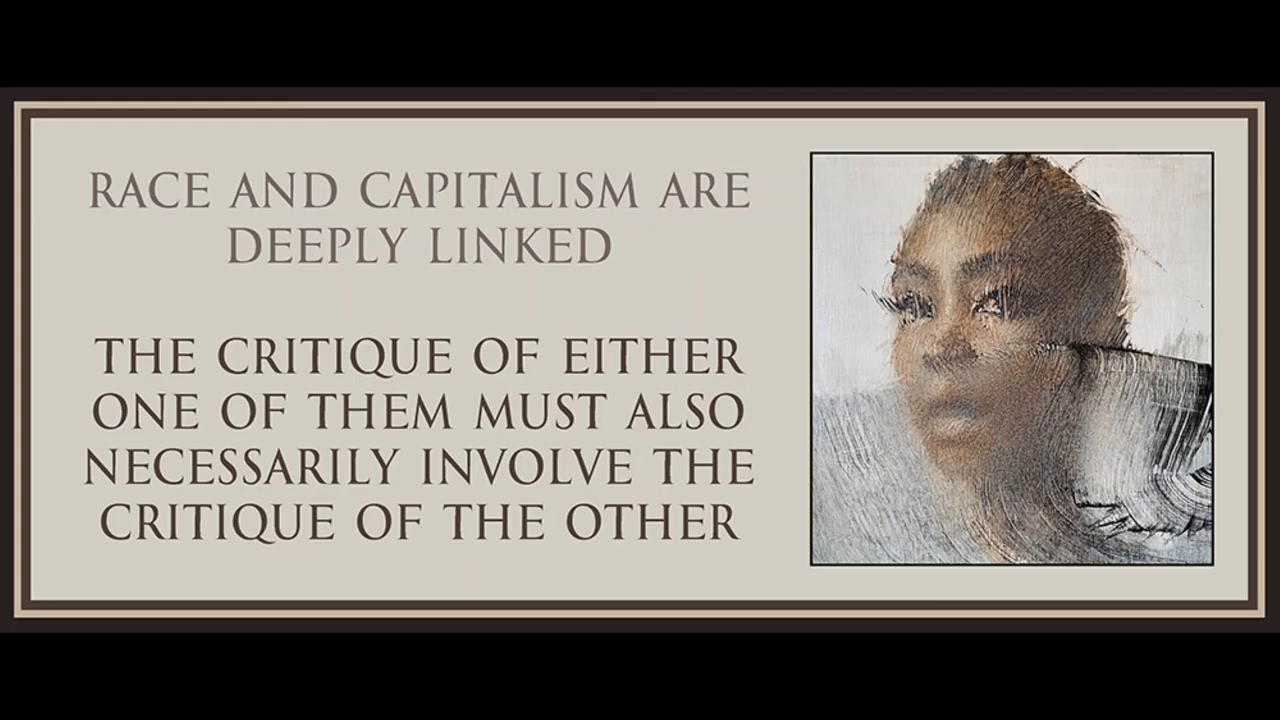 RACE AND CAPITALISM ARE
DEEPLY LINKED
THE CRITIQUE OF EITHER
ONE OF THEM MUST ALSO
NECESSARILY INVOLVE THE
CRITIQUE OF THE OTHER